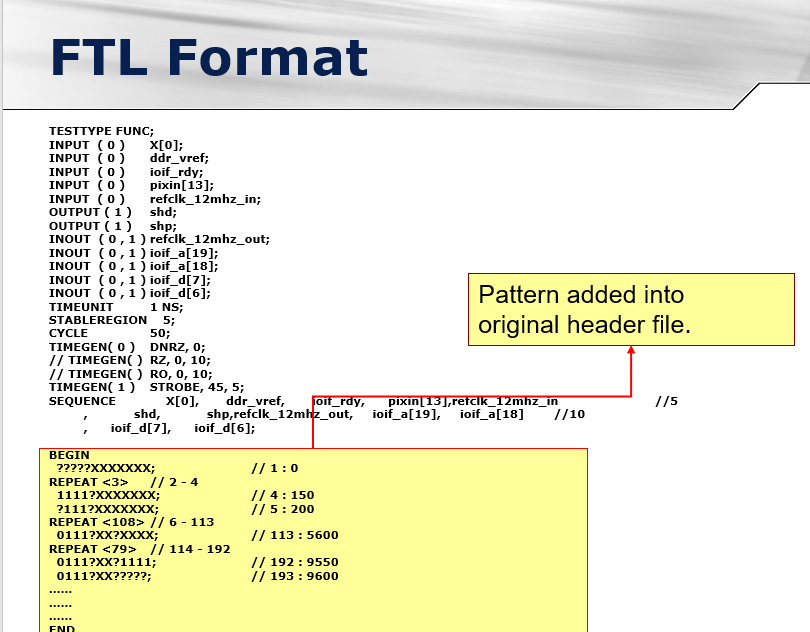 FTL Format
TESTTYPE FUNC;
INPUT ( 0 ) X[0];
INPUT ( 0 ) ddr_vref;
INPUT ( 0 ) ioif_rdy;
INPUT ( 0 ) pixin[13];
INPUT ( 0 ) refclk_12mhz_in;
OUTPUT ( 1 ) shd;
OUTPUT ( 1 ) shp;
INOUT ( 0 , 1 ) refclk_12mhz_out;
INOUT ( 0 , 1 ) ioif_a[19];
INOUT ( 0 , 1 ) ioif_a[18];
INOUT ( 0 , 1 ) ioif_d[7];
INOUT ( 0 , 1 ) ioif_d[6];
TIMEUNIT 1 NS;
STABLEREGION 5;
CYCLE 50;
TIMEGEN( 0 ) DNRZ, 0;
// TIMEGEN( ) RZ, 0, 10;
// TIMEGEN( ) RO, 0, 10;
TIMEGEN( 1 ) STROBE, 45, 5;
SEQUENCE X[0], ddr_vref, ioif_rdy, pixin[13],refclk_12mhz_in //5
, shd, shp,refclk_12mhz_out, ioif_a[19], ioif_a[18] //10
, ioif_d[7], ioif_d[6];
Pattern added into
original header file.
BEGIN
?????XXXXXXX; // 1 : 0
REPEAT <3> // 2 - 4
1111?XXXXXXX; // 4 : 150
?111?XXXXXXX; // 5 : 200
REPEAT <108> // 6 - 113
0111?XX?XXXX; // 113 : 5600
REPEAT <79> // 114 - 192
0111?XX?1111; // 192 : 9550
0111?XX?????; // 193 : 9600
......
......
......
END